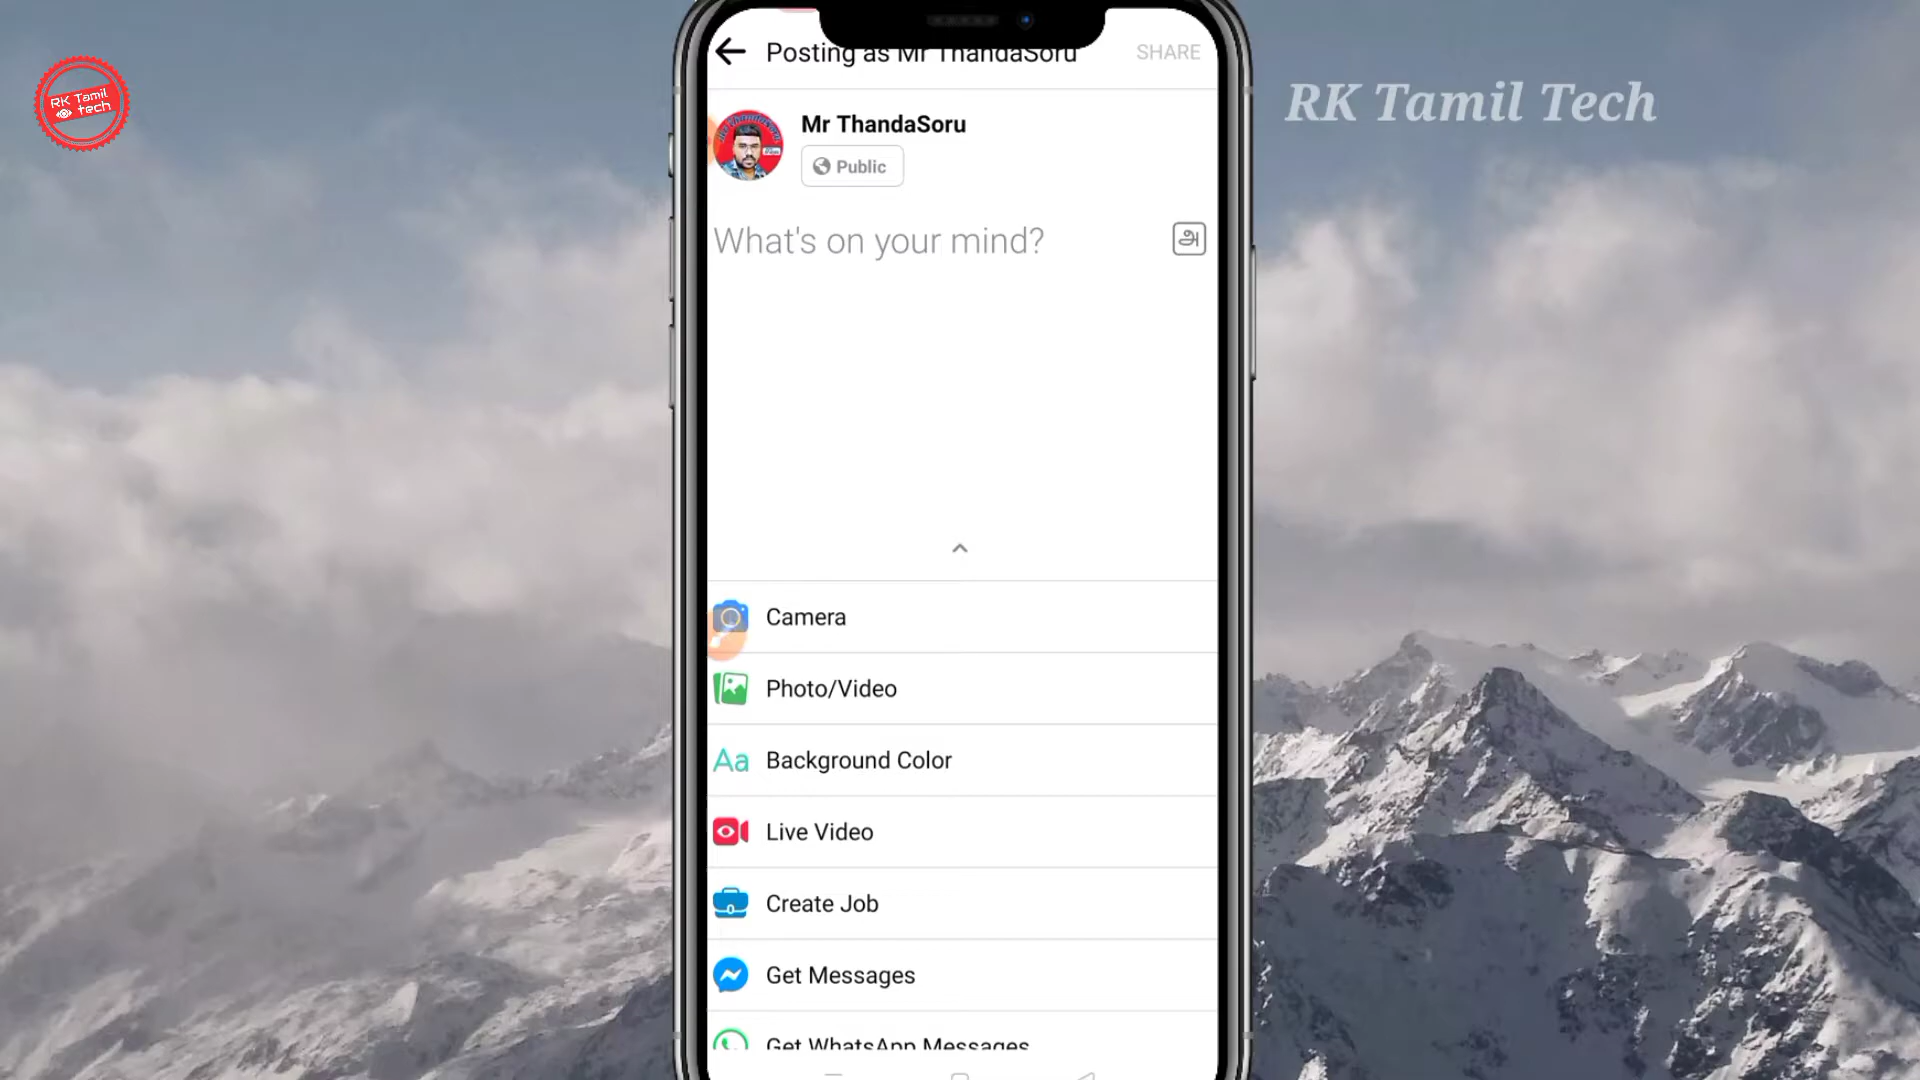 RK Tamil
tech
RK Tamil Tech
Posting as Mr ThandaSoru
SHARE
Mr ThandaSoru
Public
What's on your mind?
அ
Camera
Photo/Video
Aa Background Color
Live Video
Create Job
Get Messages
Get WhatsApp Messages